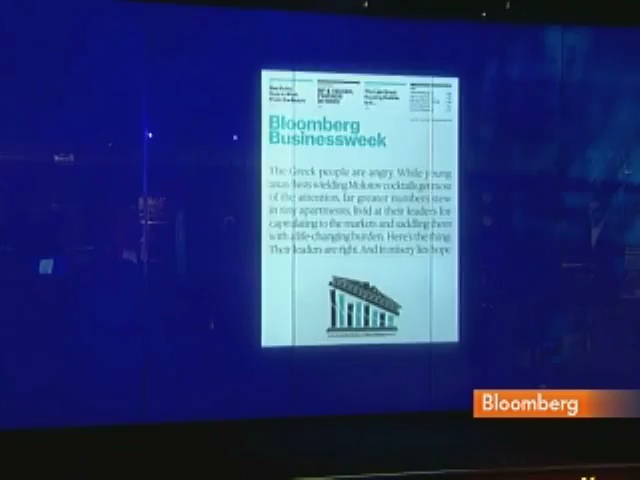 Bloomberg
Businessweek
The Greek people are angry. While young
anarchists wielding Molotov cocktails get most
of the attention, far greater numbers stew
in tiny apartments, livid at their leaders for
capitulating to the markets and saddling them
with a life-changing burden. Here's the thing.
Their leaders are right. And in misery lies hope
Bloomberg